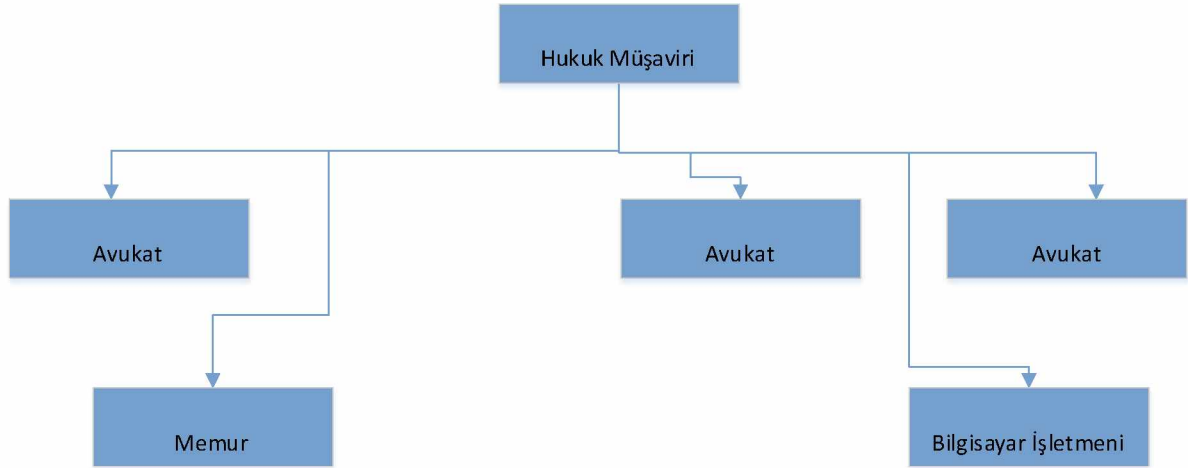 Hukuk Müşaviri
Avukat
Avukat
Avukat
Memur
Bilgisayar İşletmeni